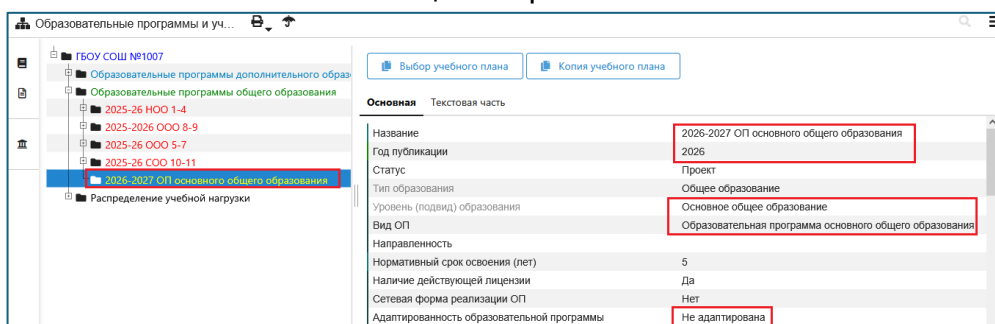 Образовательные программы и уч...
ГБОУ СОШ №1007
Образовательные программы дополнительного образо
Образовательные программы общего образования
2025-26 НОО 1-4
2025-2026 ООО 8-9
2025-26 ООО 5-7
2025-26 СОО 10-11
2026-2027 ОП основного общего образования
Распределение учебной нагрузки
Выбор учебного плана
Копия учебного плана
Основная Текстовая часть
Название 2026-2027 ОП основного общего образования
Год публикации 2026
Статус Проект
Тип образования Общее образование
Уровень (подвид) образования Основное общее образование
Вид ОП Образовательная программа основного общего образования
Направленность
Нормативный срок освоения (лет) 5
Наличие действующей лицензии Да
Сетевая форма реализации ОП Нет
Адаптированность образовательной программы Не адаптирована